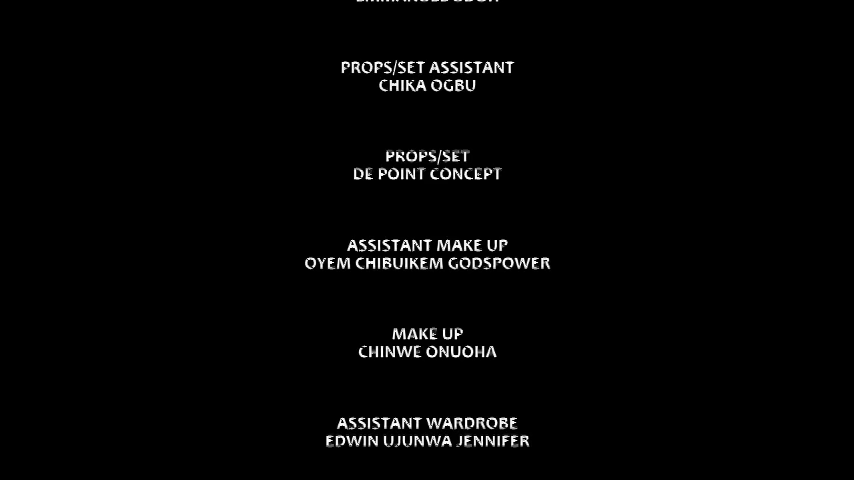 PROPS/SET ASSISTANT
CHIKA OGBU
PROPS/SET
DE POINT CONCEPT
ASSISTANT MAKE UP
OYEM CHIBUIKEM GODSPOWER
MAKE UP
CHINWE ONUOHA
ASSISTANT WARDROBE
EDWIN UJUNWA JENNIFER